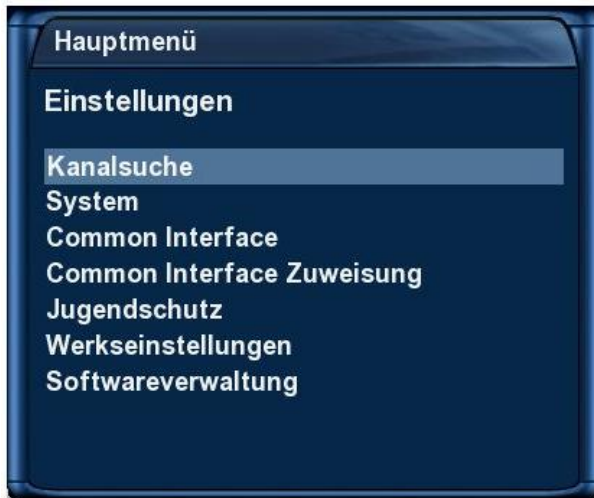 Hauptmenü
Einstellungen
Kanalsuche
System
Common Interface
Common Interface Zuweisung
Jugendschutz
Werkseinstellungen
Softwareverwaltung